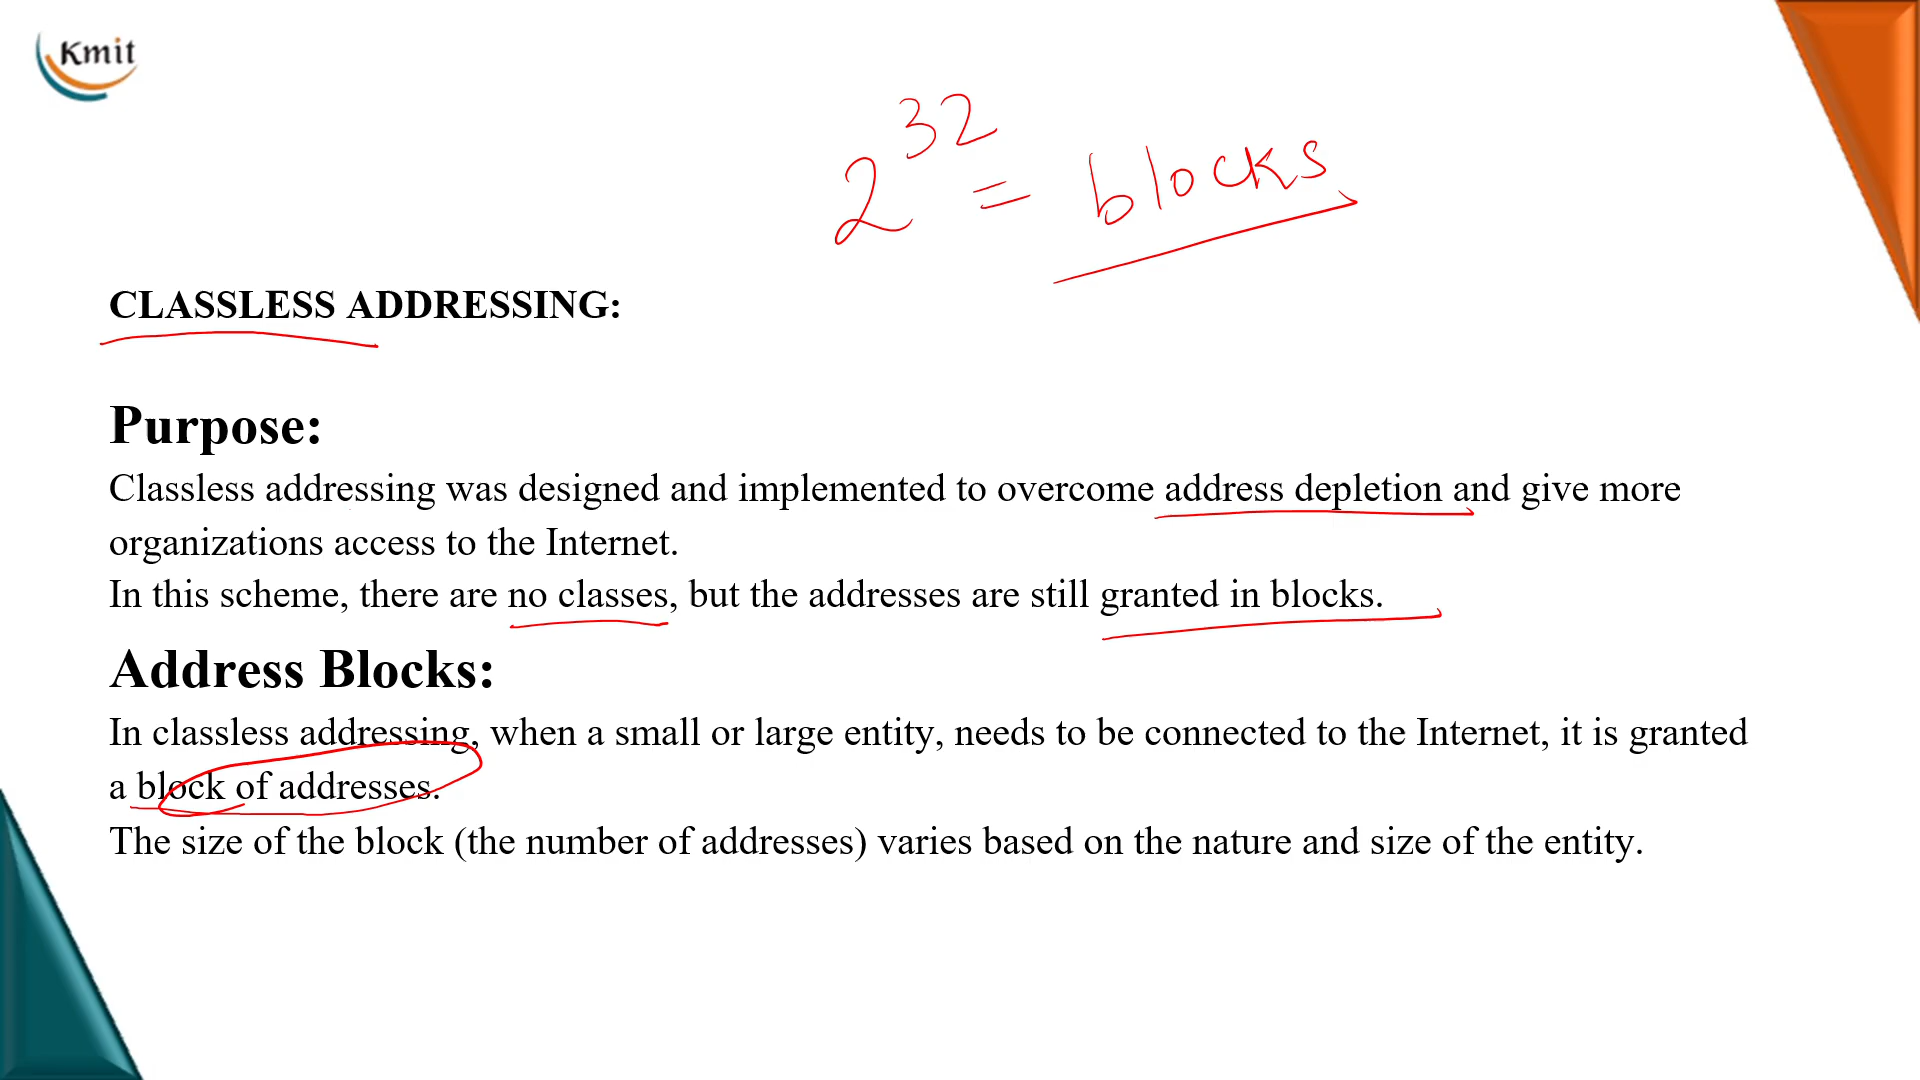 Kmit
2^32 = blocks
CLASSLESS ADDRESSING:
Purpose:
Classless addressing was designed and implemented to overcome address depletion and give more
organizations access to the Internet.
In this scheme, there are no classes, but the addresses are still granted in blocks.
Address Blocks:
In classless addressing, when a small or large entity, needs to be connected to the Internet, it is granted
a block of addresses.
The size of the block (the number of addresses) varies based on the nature and size of the entity.